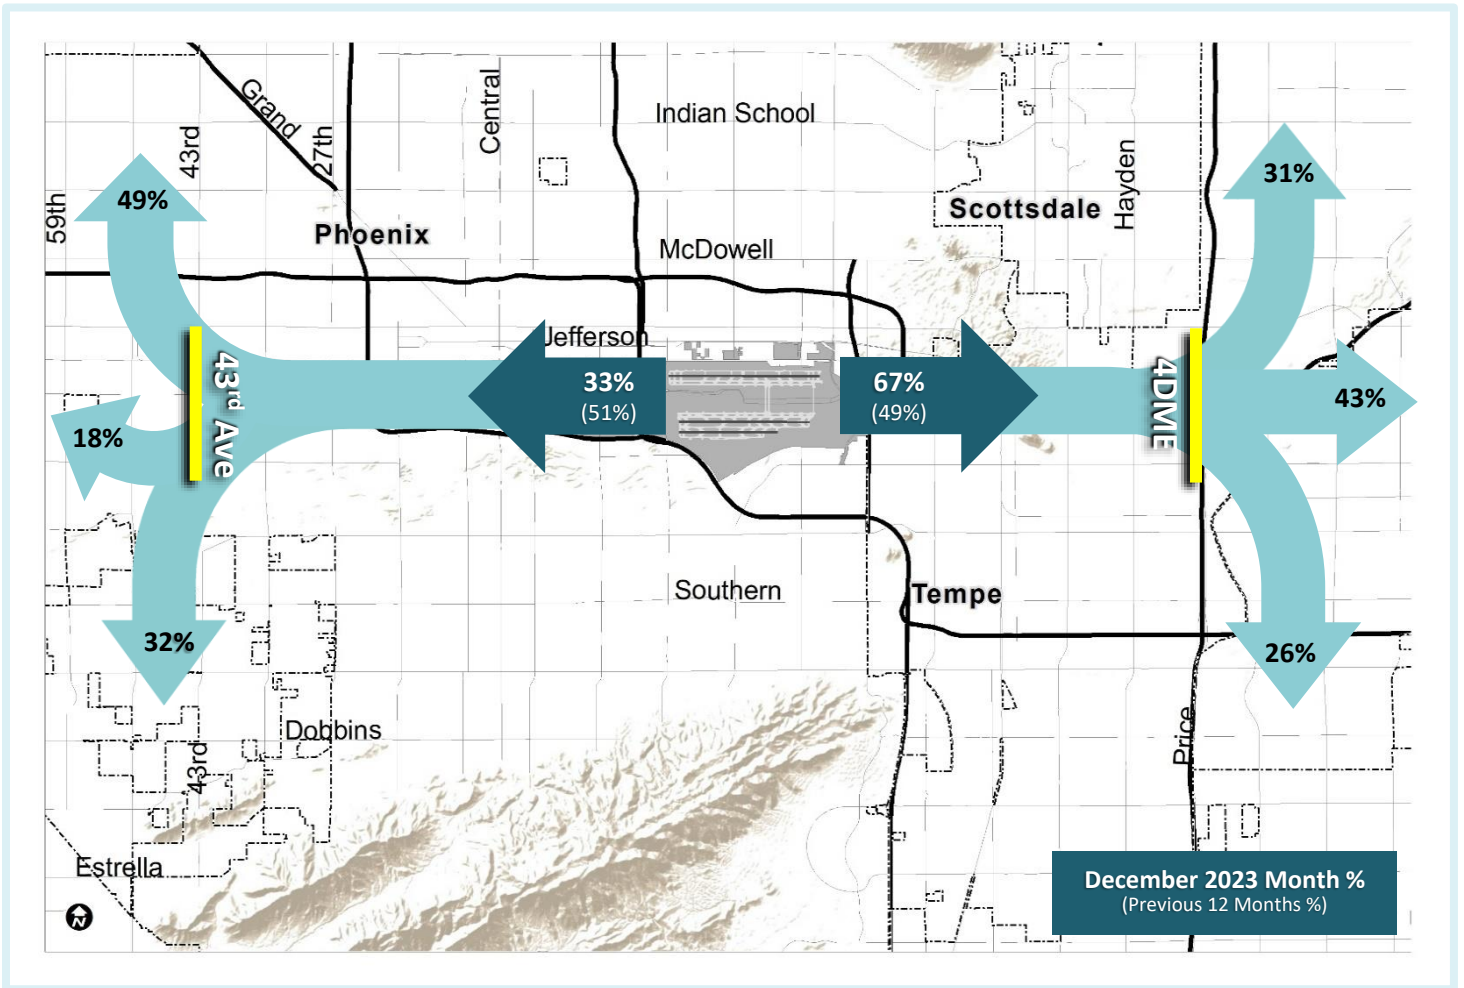 Grand
43rd
27th
Central
Indian School
Hayden
31%
49%
59th
Scottsdale
Phoenix
McDowell
Jefferson
33%
(51%)
67%
(49%)
43rd Ave
4DME
43%
18%
Southern
Tempe
32%
26%
Dobbins
43rd
Price
Estrella
N
December 2023 Month %
(Previous 12 Months %)